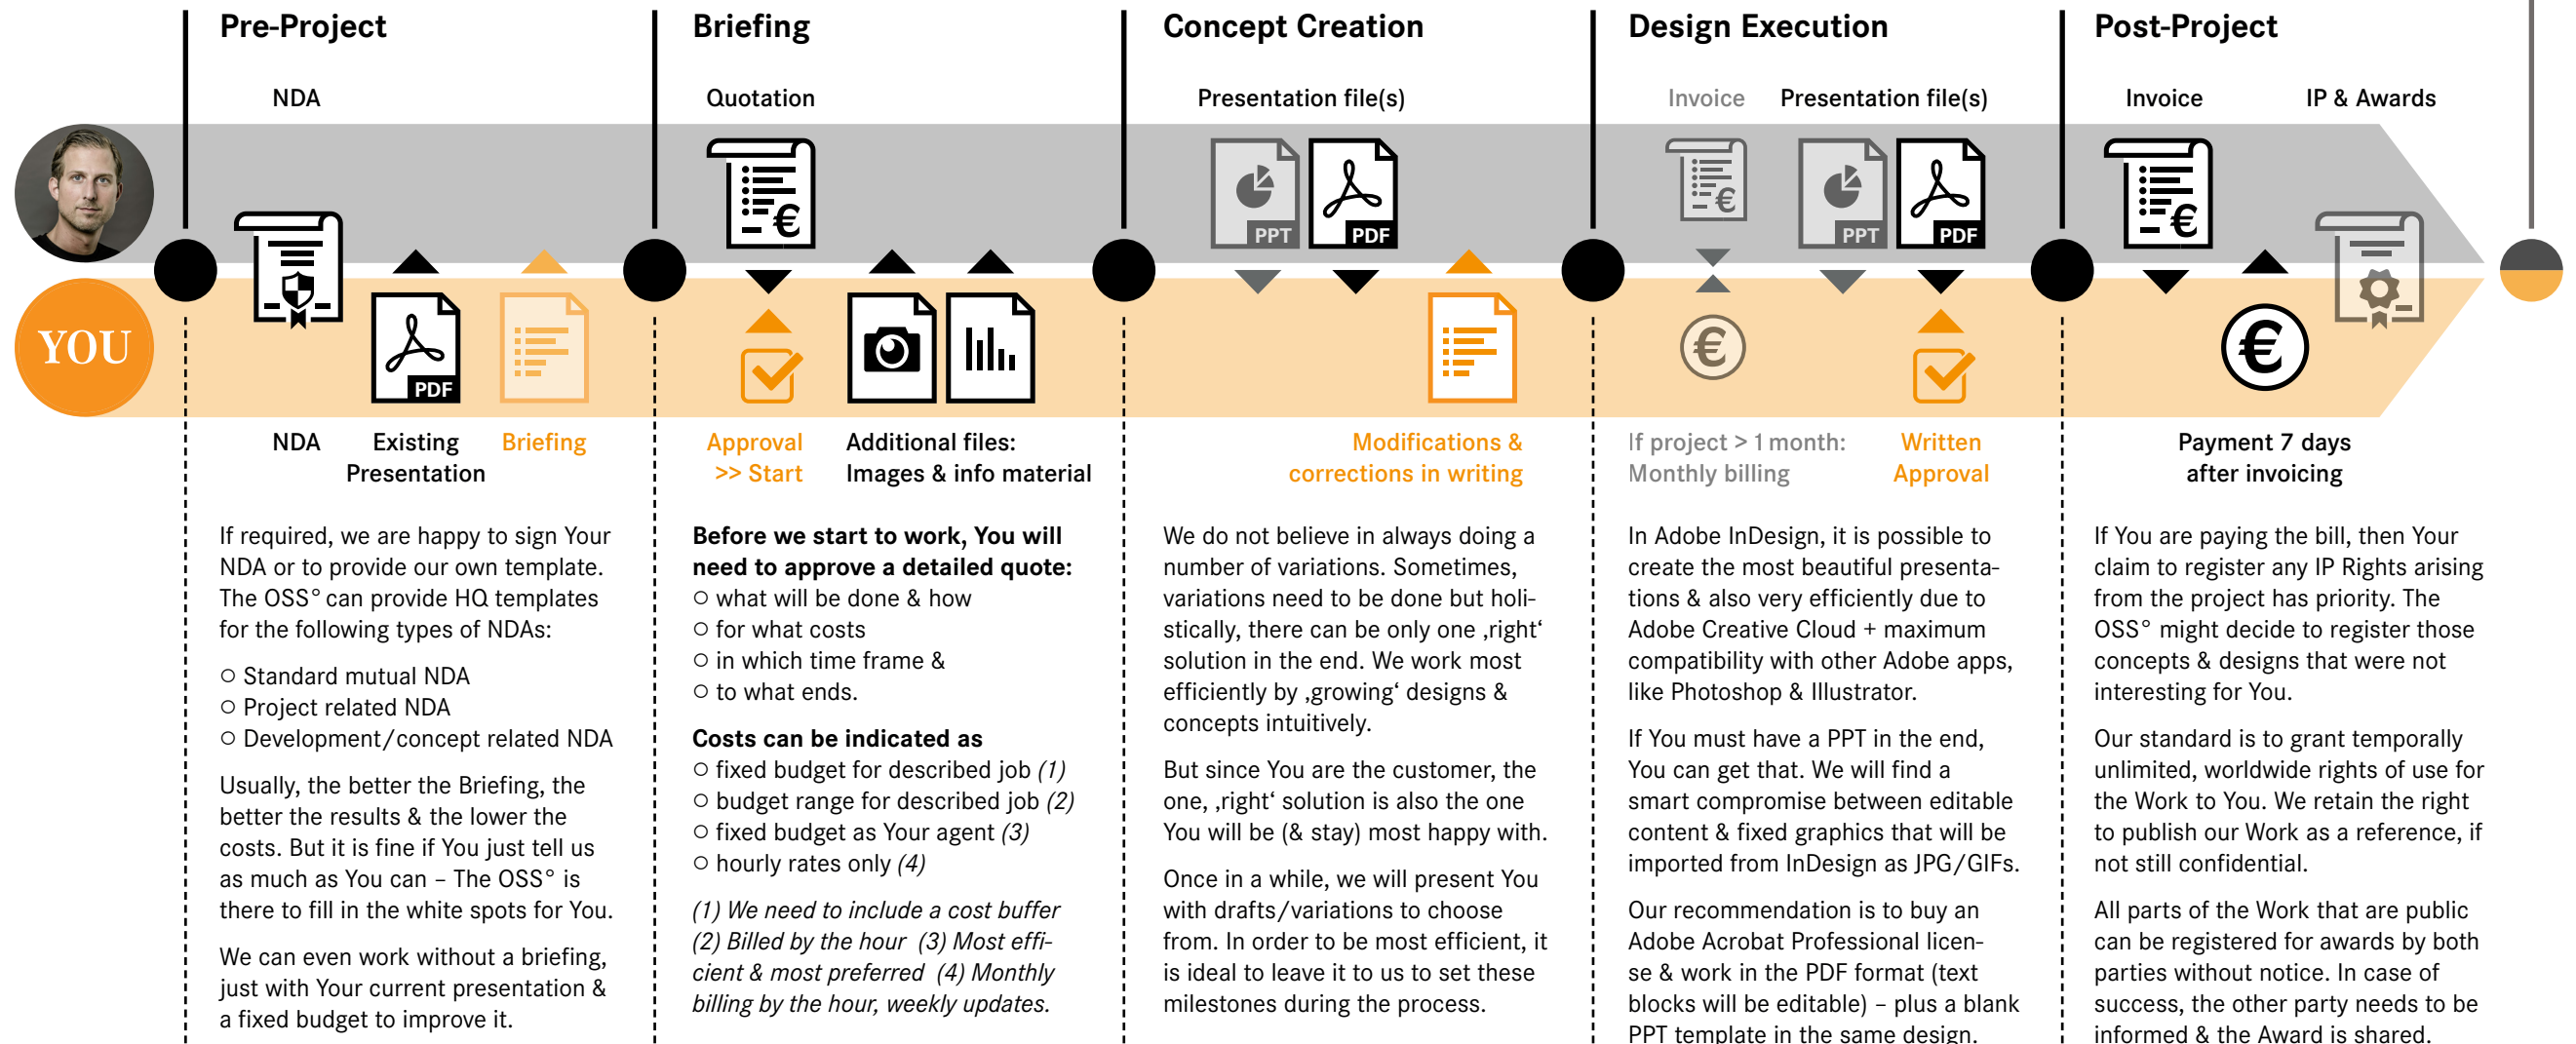 Pre-Project
Briefing
Concept Creation
Design Execution
Post-Project
NDA
Quotation
Presentation file(s)
Invoice
Presentation file(s)
Invoice
IP & Awards
€
PPT
PDF
€
PPT
PDF
€
YOU
PDF
€
€
NDA
Existing
Presentation
Briefing
Approval
>> Start
Additional files:
Images & info material
Modifications &
corrections in writing
If project > 1 month:
Monthly billing
Written
Approval
Payment 7 days
after invoicing
If required, we are happy to sign Your
NDA or to provide our own template.
The OSS° can provide HQ templates
for the following types of NDAs:
○ Standard mutual NDA
○ Project related NDA
○ Development/concept related NDA
Usually, the better the Briefing, the
better the results & the lower the
costs. But it is fine if You just tell us
as much as You can – The OSS° is
there to fill in the white spots for You.
We can even work without a briefing,
just with Your current presentation &
a fixed budget to improve it.
Before we start to work, You will
need to approve a detailed quote:
○ what will be done & how
○ for what costs
○ in which time frame &
○ to what ends.
Costs can be indicated as
○ fixed budget for described job (1)
○ budget range for described job (2)
○ fixed budget as Your agent (3)
○ hourly rates only (4)
(1) We need to include a cost buffer
(2) Billed by the hour (3) Most effi-
cient & most preferred (4) Monthly
billing by the hour, weekly updates.
We do not believe in always doing a
number of variations. Sometimes,
variations need to be done but holi-
stically, there can be only one ‚right‘
solution in the end. We work most
efficiently by ‚growing‘ designs &
concepts intuitively.
But since You are the customer, the
one, ‚right‘ solution is also the one
You will be (& stay) most happy with.
Once in a while, we will present You
with drafts/variations to choose
from. In order to be most efficient, it
is ideal to leave it to us to set these
milestones during the process.
In Adobe InDesign, it is possible to
create the most beautiful presenta-
tions & also very efficiently due to
Adobe Creative Cloud + maximum
compatibility with other Adobe apps,
like Photoshop & Illustrator.
If You must have a PPT in the end,
You can get that. We will find a
smart compromise between editable
content & fixed graphics that will be
imported from InDesign as JPG/GIFs.
Our recommendation is to buy an
Adobe Acrobat Professional licen-
se & work in the PDF format (text
blocks will be editable) – plus a blank
PPT template in the same design.
If You are paying the bill, then Your
claim to register any IP Rights arising
from the project has priority. The
OSS° might decide to register those
concepts & designs that were not
interesting for You.
Our standard is to grant temporally
unlimited, worldwide rights of use for
the Work to You. We retain the right
to publish our Work as a reference, if
not still confidential.
All parts of the Work that are public
can be registered for awards by both
parties without notice. In case of
success, the other party needs to be
informed & the Award is shared.